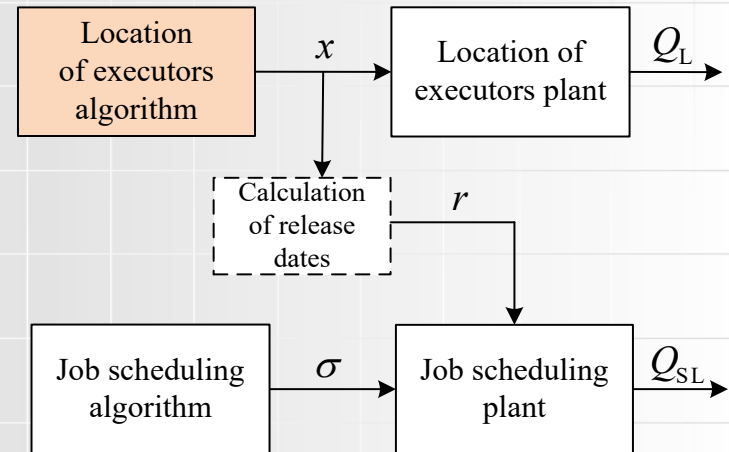 Location
of executors
algorithm
x
Location of
executors plant
Q_L
Calculation
of release
dates
r
Job scheduling
algorithm
σ
Job scheduling
plant
Q_SL